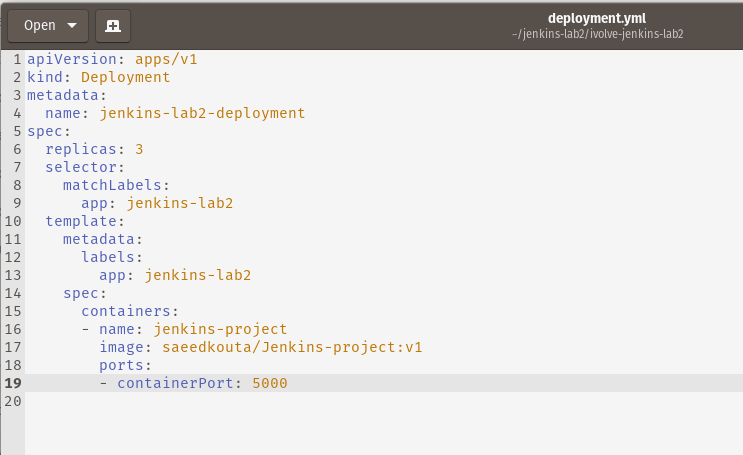 Open
deployment.yml
~/jenkins-lab2/ivolve-jenkins-lab2
1 apiVersion: apps/v1
2 kind: Deployment
3 metadata:
4   name: jenkins-lab2-deployment
5 spec:
6   replicas: 3
7   selector:
8     matchLabels:
9       app: jenkins-lab2
10   template:
11     metadata:
12       labels:
13         app: jenkins-lab2
14     spec:
15       containers:
16       - name: jenkins-project
17         image: saeedkouta/Jenkins-project:v1
18         ports:
19         - containerPort: 5000
20